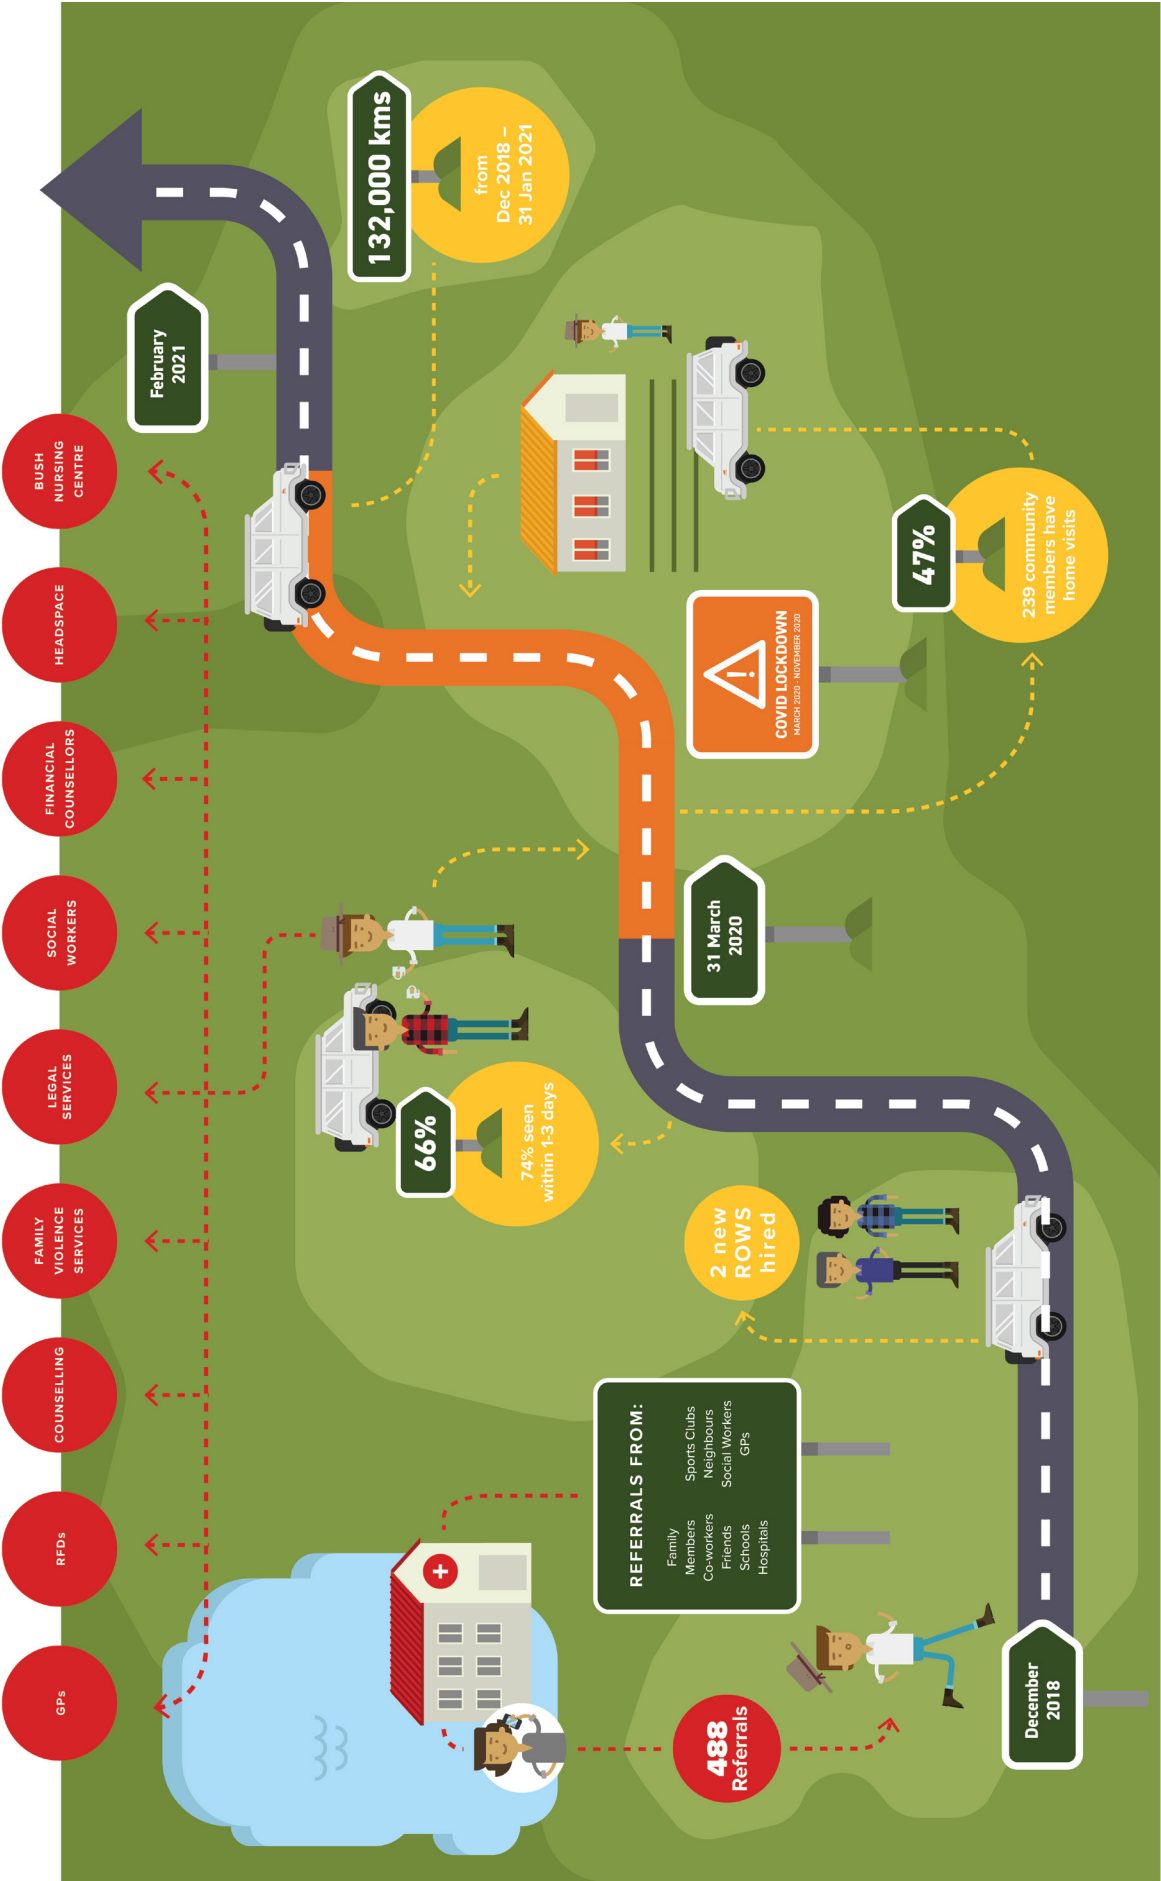 GPs
RFDs
COUNSELLING
FAMILY
VIOLENCE
SERVICES
LEGAL
SERVICES
SOCIAL
WORKERS
FINANCIAL
COUNSELLORS
HEADSPACE
BUSH
NURSING
CENTRE
February
2021
132,000 kms
from
Dec 2018 –
31 Jan 2021
66%
74% seen
within 1-3 days
REFERRALS FROM:
Family
Members
Co-workers
Friends
Schools
Hospitals
Sports Clubs
Neighbours
Social Workers
GPs
488
Referrals
2 new
ROWS
hired
31 March
2020
COVID LOCKDOWN
MARCH 2020 - NOVEMBER 2020
47%
239 community
members have
home visits
December
2018